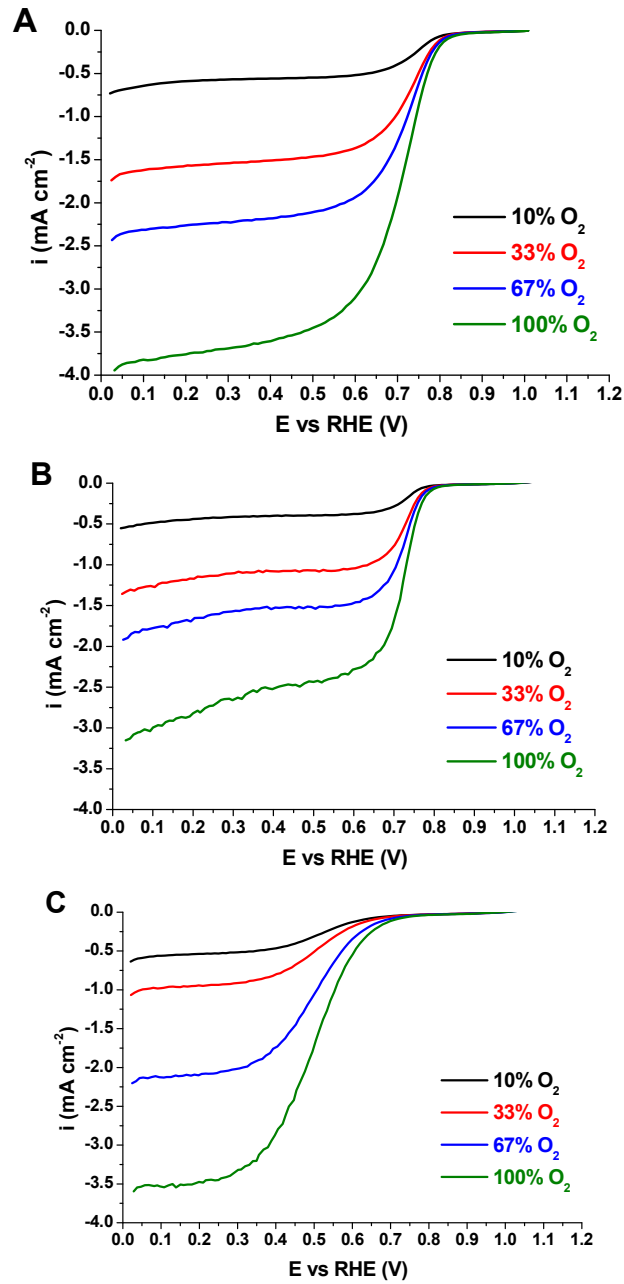 A
0.0
-0.5
-1.0
-1.5
-2.0
-2.5
-3.0
-3.5
-4.0
i (mA cm⁻²)
10% O₂
33% O₂
67% O₂
100% O₂
0.0 0.1 0.2 0.3 0.4 0.5 0.6 0.7 0.8 0.9 1.0 1.1 1.2
E vs RHE (V)
B
0.0
-0.5
-1.0
-1.5
-2.0
-2.5
-3.0
-3.5
-4.0
i (mA cm⁻²)
10% O₂
33% O₂
67% O₂
100% O₂
0.0 0.1 0.2 0.3 0.4 0.5 0.6 0.7 0.8 0.9 1.0 1.1 1.2
E vs RHE (V)
C
0.0
-0.5
-1.0
-1.5
-2.0
-2.5
-3.0
-3.5
-4.0
i (mA cm⁻²)
10% O₂
33% O₂
67% O₂
100% O₂
0.0 0.1 0.2 0.3 0.4 0.5 0.6 0.7 0.8 0.9 1.0 1.1 1.2
E vs RHE (V)